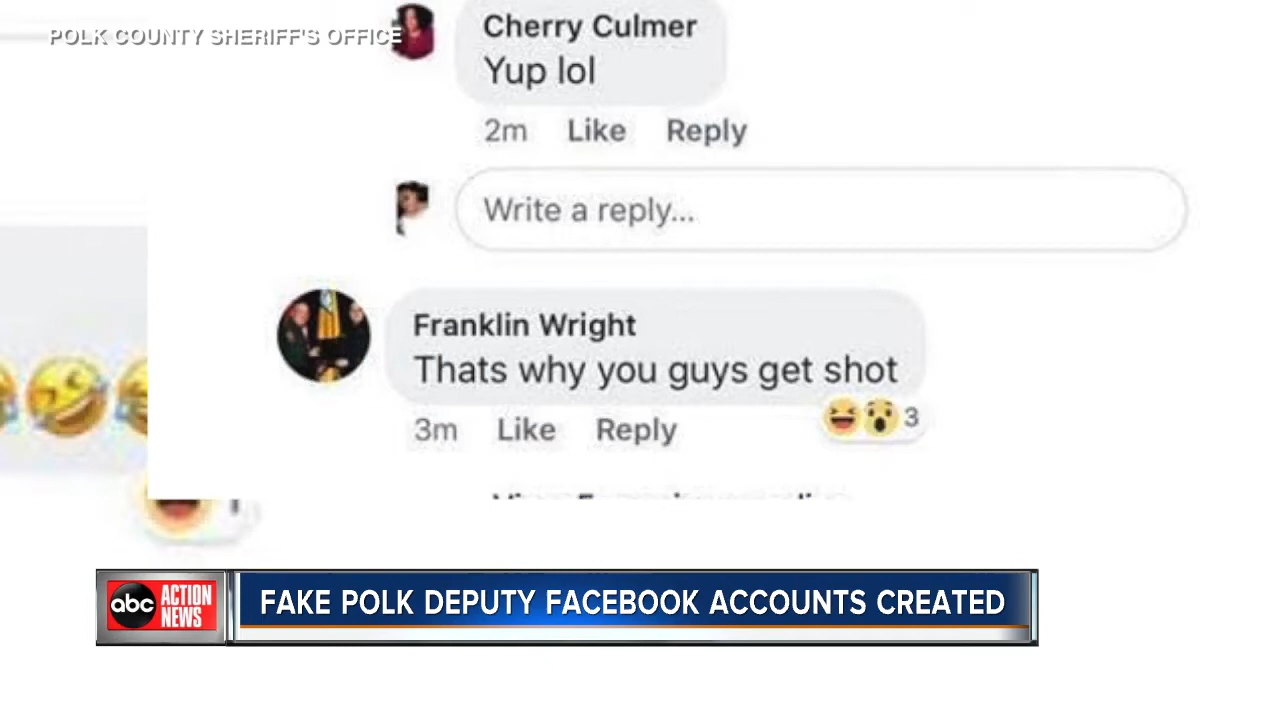 POLK COUNTY SHERIFF'S OFFICE
Cherry Culmer
Yup lol
2m Like Reply
Write a reply...
Franklin Wright
Thats why you guys get shot
3m Like Reply
3
abc ACTION NEWS
FAKE POLK DEPUTY FACEBOOK ACCOUNTS CREATED